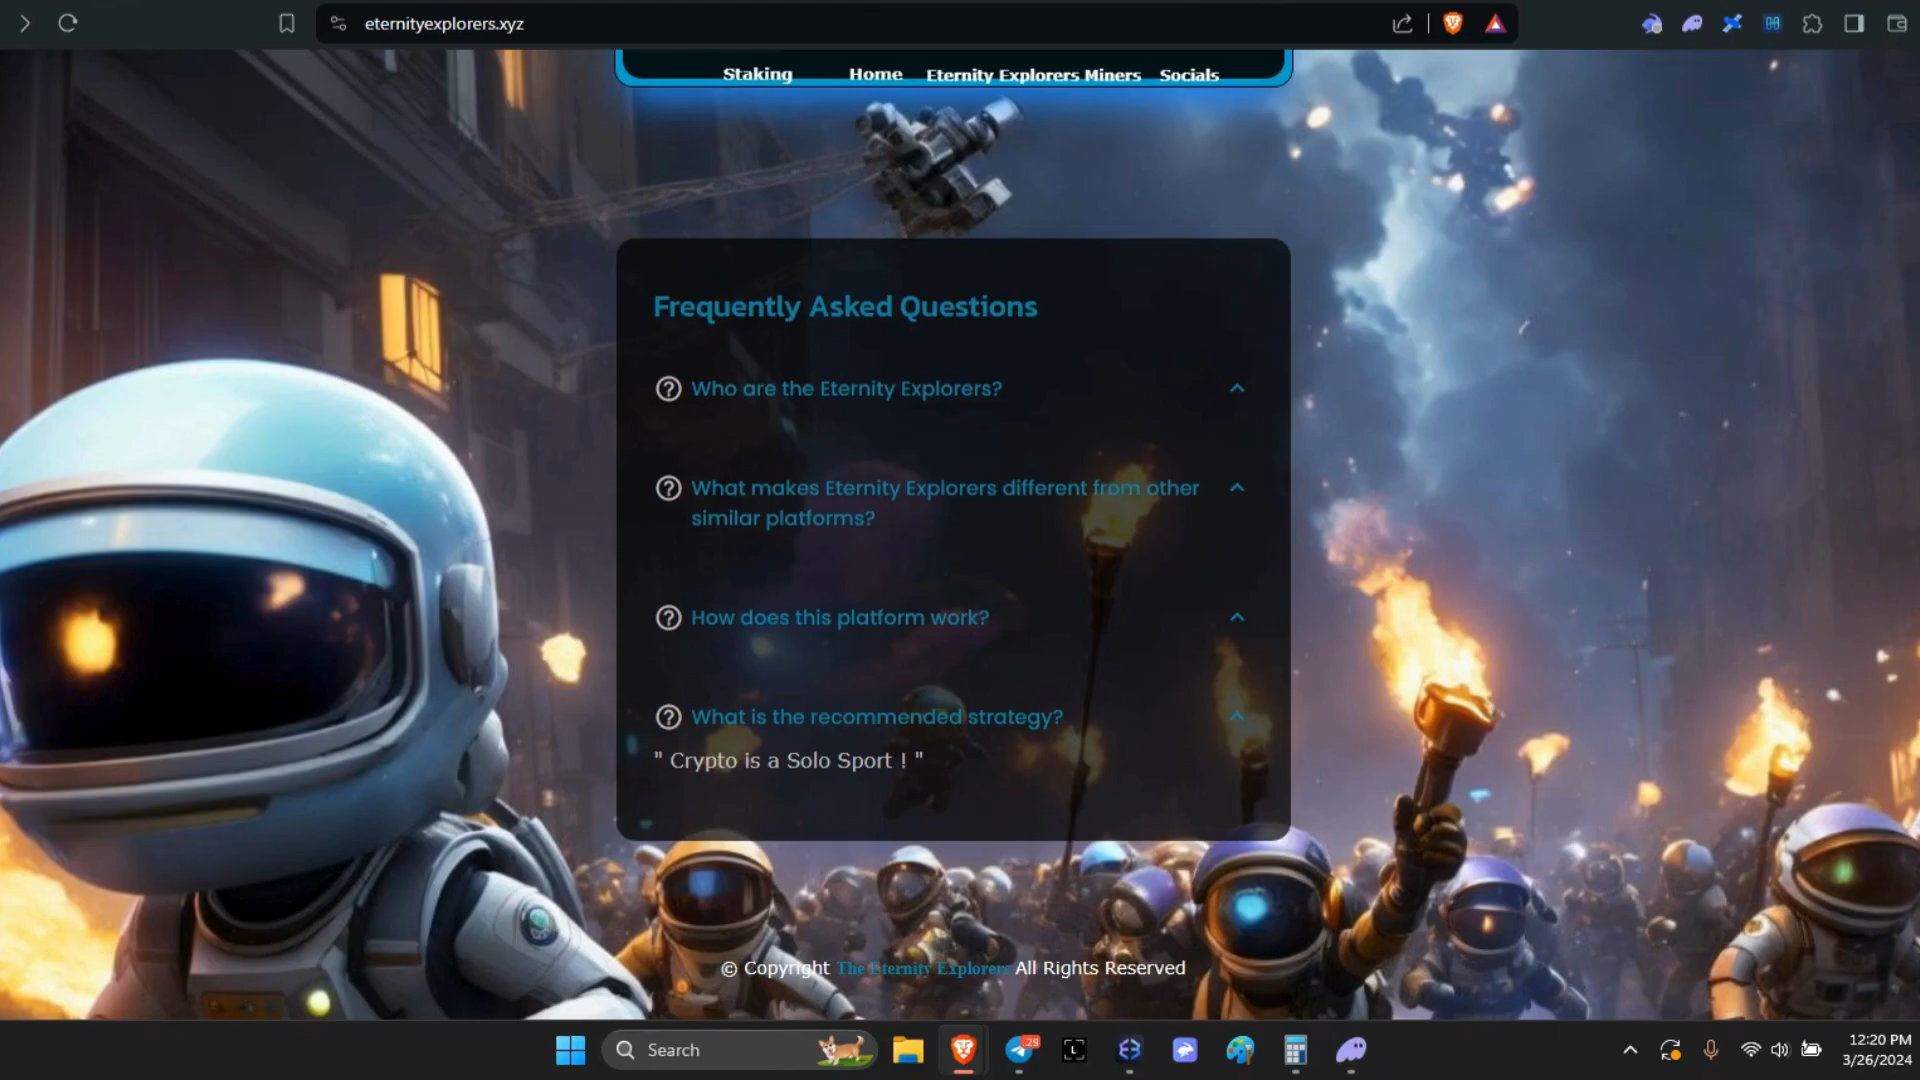 eternityexplorers.xyz
Staking Home Eternity Explorers Miners Socials
Frequently Asked Questions
Who are the Eternity Explorers?
What makes Eternity Explorers different from other
similar platforms?
How does this platform work?
What is the recommended strategy?
" Crypto is a Solo Sport ! "
© Copyright The Eternity Explorers All Rights Reserved
Search
29
L
12:20 PM
3/26/2024